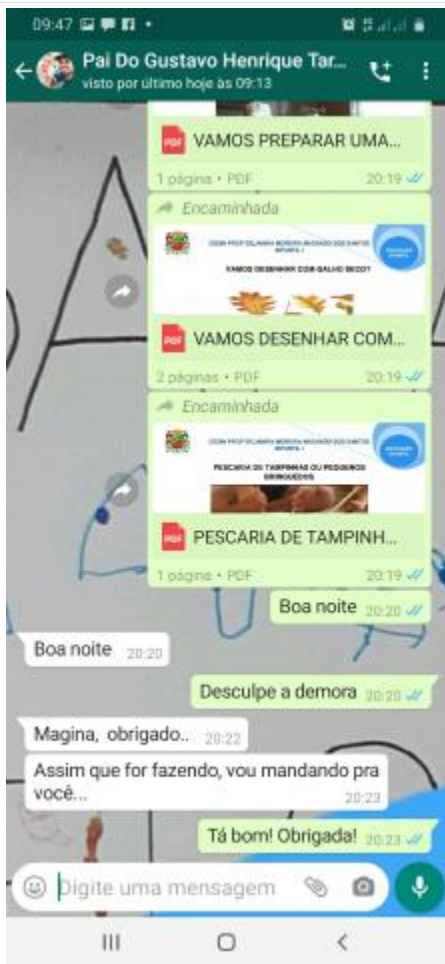 09:47
Pai Do Gustavo Henrique Tar...
visto por último hoje às 09:13
PDF VAMOS PREPARAR UMA...
1 página • PDF 20:19
Encaminhada
VAMOS DESENHAR COM GALHO SECO?
PDF VAMOS DESENHAR COM...
2 páginas • PDF 20:19
Encaminhada
PESCARIA DE TAMPINHAS OU PEQUENOS
BRINQUEDOS
PDF PESCARIA DE TAMPINH...
1 página • PDF 20:19
Boa noite 20:20
Boa noite 20:20
Desculpe a demora 20:20
Magina, obrigado.. 20:22
Assim que for fazendo, vou mandando pra
você... 20:23
Tá bom! Obrigada! 20:23
Digite uma mensagem